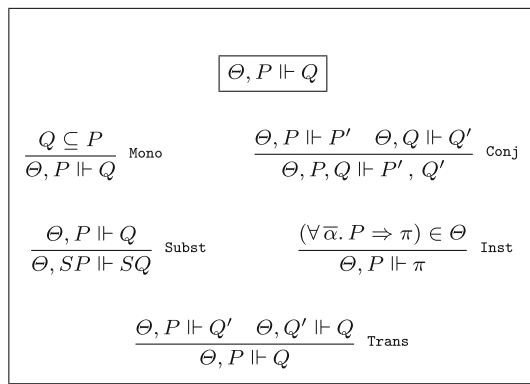 Θ, P ⊩ Q
Q ⊆ P
Θ, P ⊩ Q
Mono
Θ, P ⊩ P′ Θ, Q ⊩ Q′
Θ, P, Q ⊩ P′ , Q′
Conj
Θ, P ⊩ Q
Θ, SP ⊩ SQ
Subst
(∀ α̅. P ⇒ π) ∈ Θ
Θ, P ⊩ π
Inst
Θ, P ⊩ Q′ Θ, Q′ ⊩ Q
Θ, P ⊩ Q
Trans